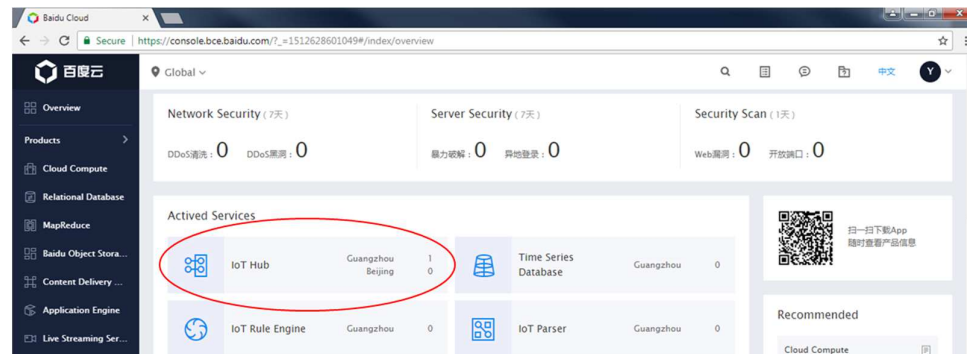 Baidu Cloud
Secure
https://console.bce.baidu.com/?_=1512628601049#/index/overview
百度云
Global
中文
Y
Overview
Products
Cloud Compute
Relational Database
MapReduce
Baidu Object Stora...
Content Delivery ...
Application Engine
Live Streaming Ser...
Network Security (7天)
DDoS清洗：0 DDoS黑洞：0
Server Security (7天)
暴力破解：0 异地登录：0
Security Scan (1天)
Web漏洞：0 开放端口：0
Actived Services
IoT Hub
Guangzhou 1
Beijing 0
Time Series
Database
Guangzhou 0
IoT Rule Engine
Guangzhou 0
IoT Parser
Guangzhou 0
扫一扫下载App
随时查看产品信息
Recommended
Cloud Compute